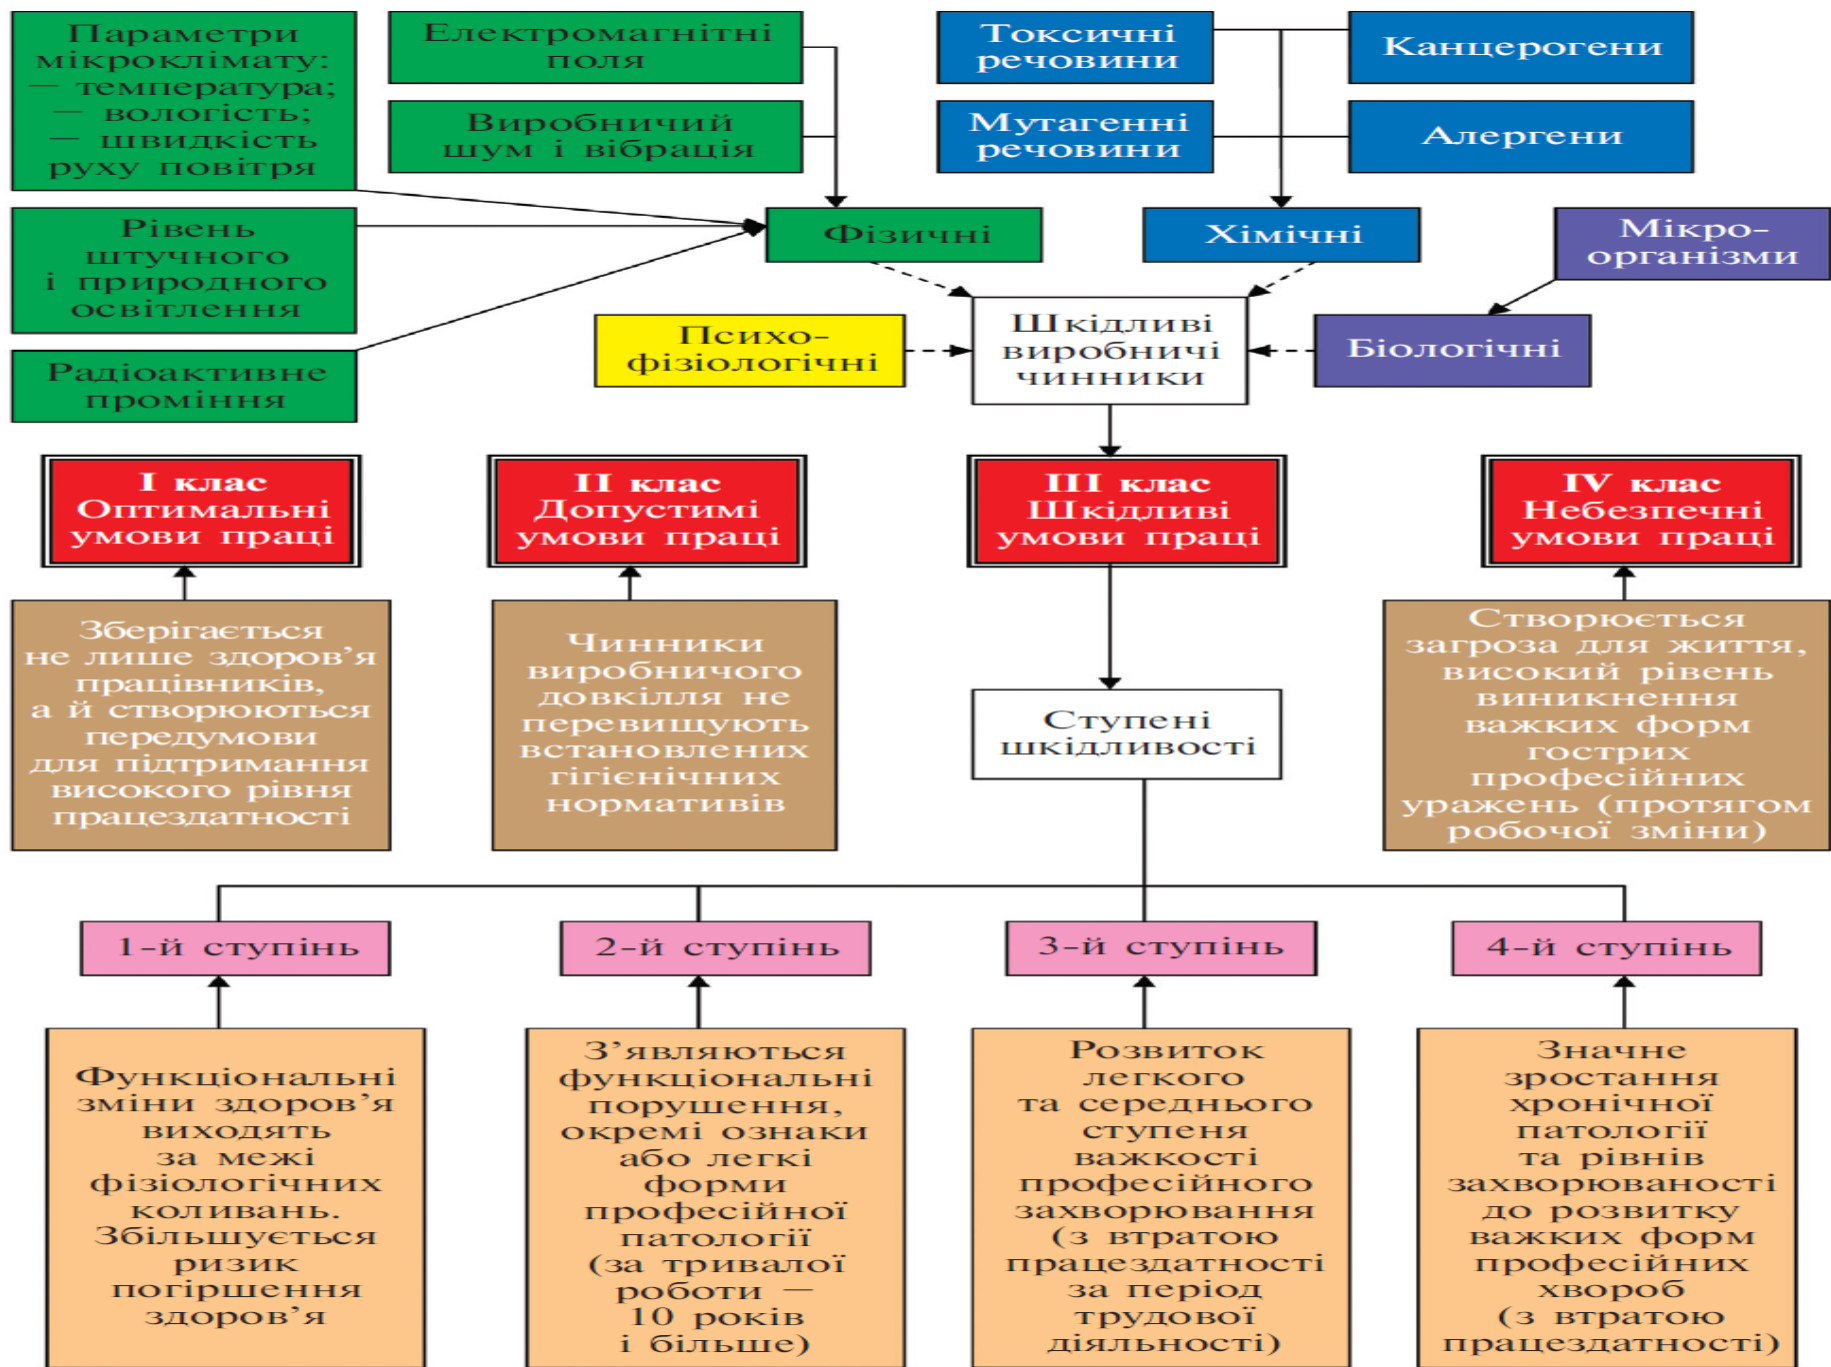 Параметри
мікроклімату:
— температура;
— вологість;
— швидкість
руху повітря
Електромагнітні
поля
Виробничий
шум і вібрація
Токсичні
речовини
Канцерогени
Мутагенні
речовини
Алергени
Рівень
штучного
і природного
освітлення
Фізичні
Хімічні
Мікро-
організми
Радіоактивне
проміння
Психо-
фізіологічні
Шкідливі
виробничі
чинники
Біологічні
І клас
Оптимальні
умови праці
ІІ клас
Допустимі
умови праці
ІІІ клас
Шкідливі
умови праці
IV клас
Небезпечні
умови праці
Зберігається
не лише здоров’я
працівників,
а й створюються
передумови
для підтримання
високого рівня
працездатності
Чинники
виробничого
довкілля не
перевищують
встановлених
гігієнічних
нормативів
Ступені
шкідливості
Створюється
загроза для життя,
високий рівень
виникнення
важких форм
гострих
професійних
уражень (протягом
робочої зміни)
1-й ступінь
2-й ступінь
3-й ступінь
4-й ступінь
Функціональні
зміни здоров’я
виходять
за межі
фізіологічних
коливань.
Збільшується
ризик
погіршення
здоров’я
З’являються
функціональні
порушення,
окремі ознаки
або легкі
форми
професійної
патології
(за тривалої
роботи —
10 років
і більше)
Розвиток
легкого
та середнього
ступеня
важкості
професійного
захворювання
(з втратою
працездатності
за період
трудової
діяльності)
Значне
зростання
хронічної
патології
та рівнів
захворюваності
до розвитку
важких форм
професійних
хвороб
(з втратою
працездатності)